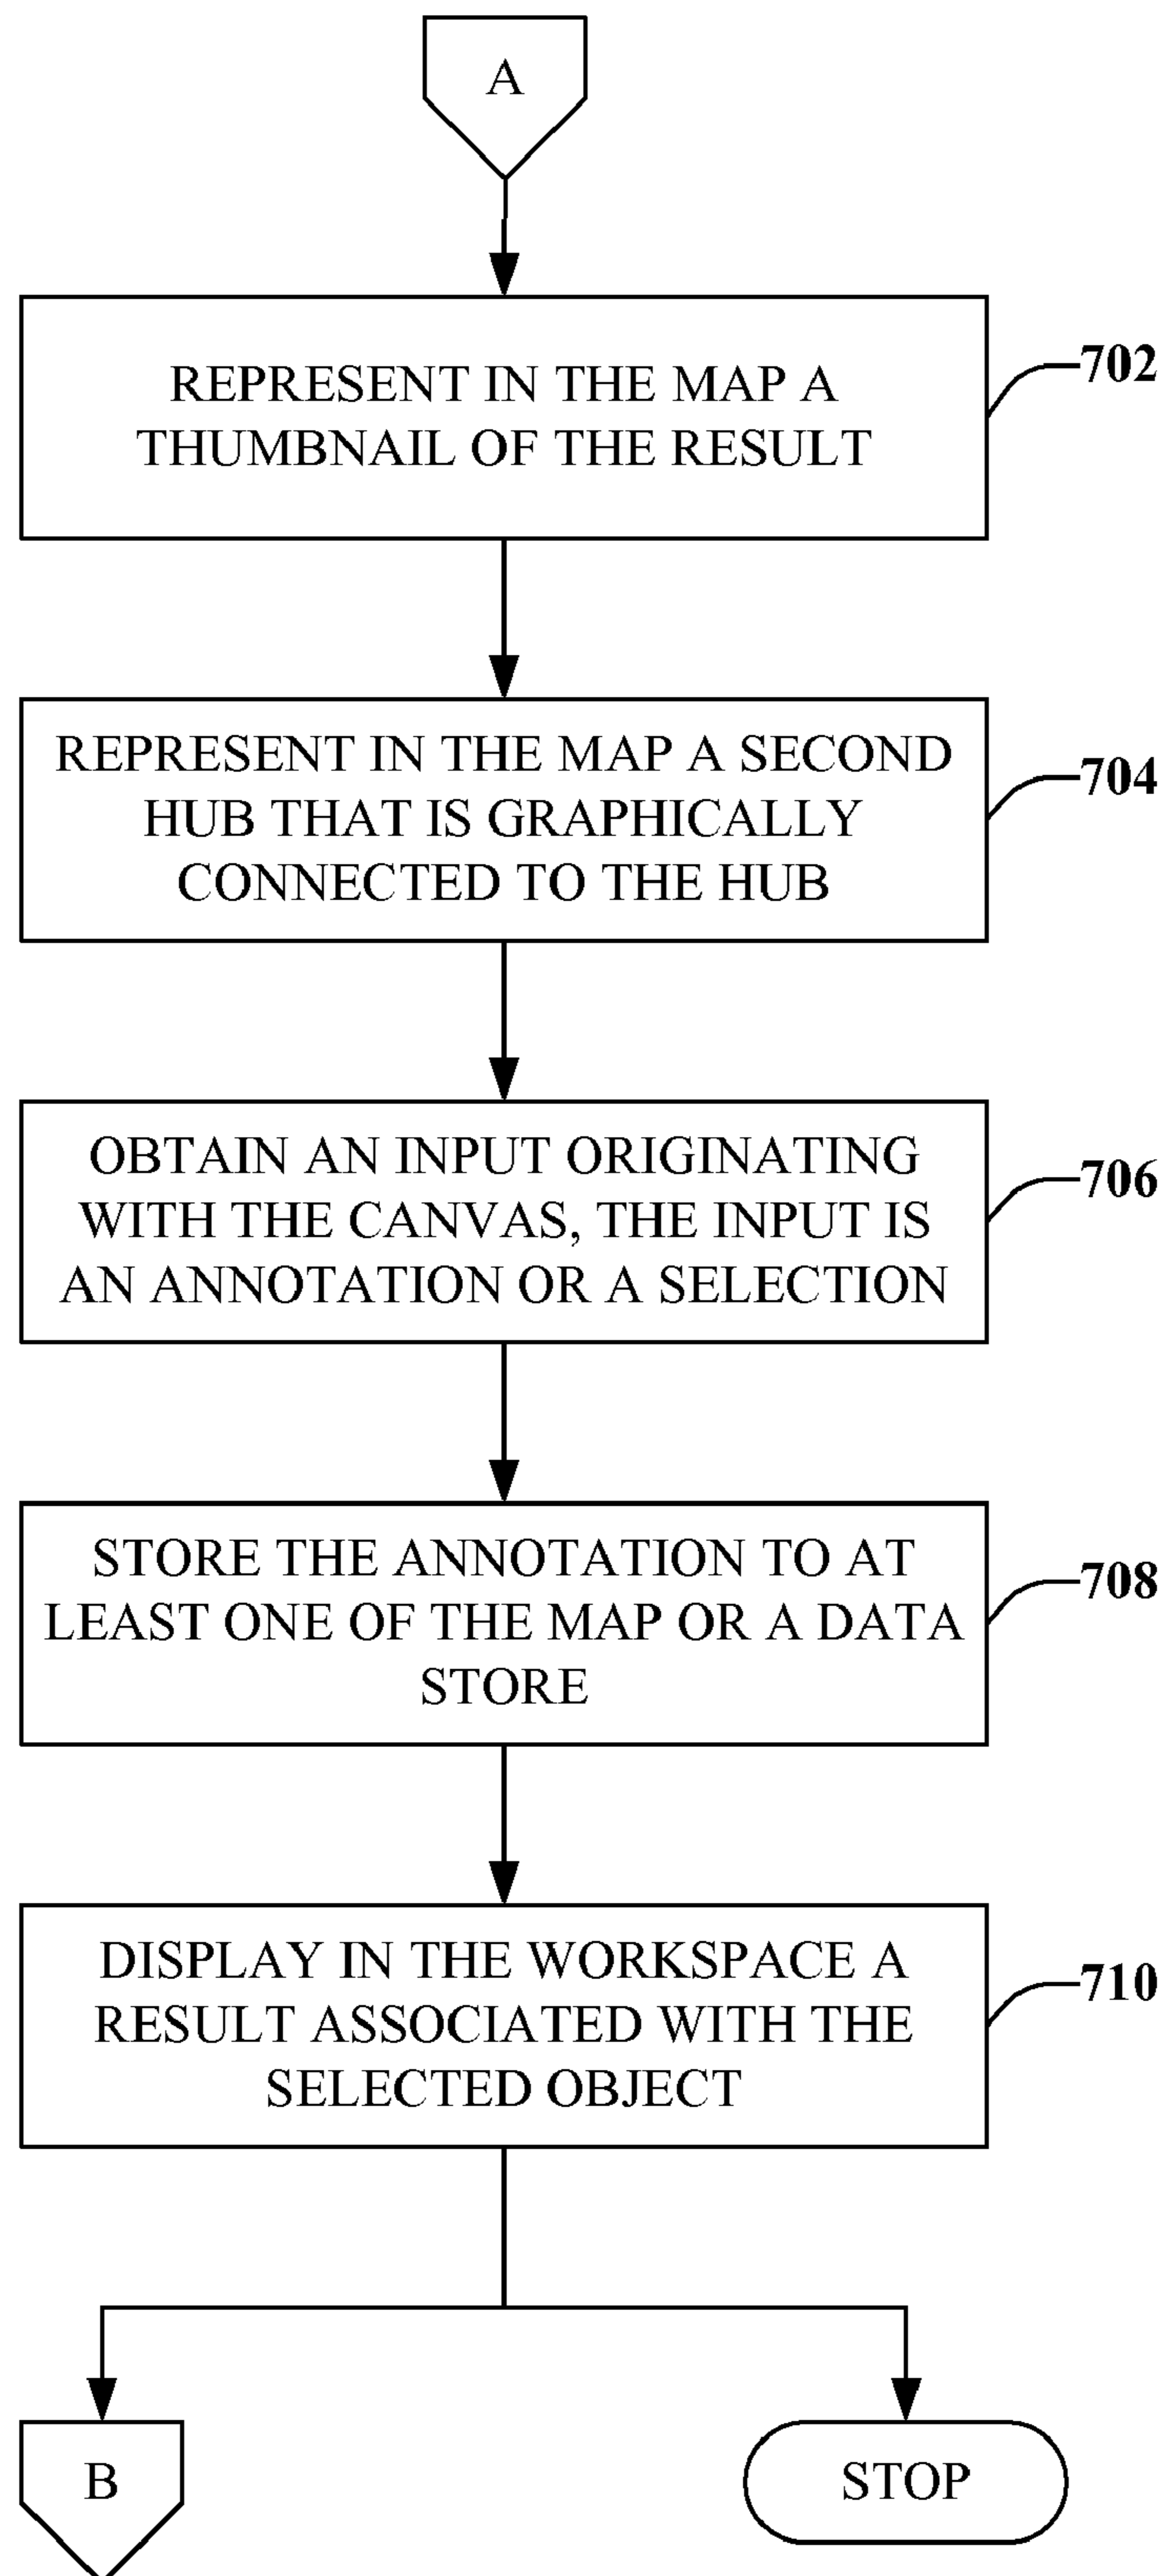 A
REPRESENT IN THE MAP A
THUMBNAIL OF THE RESULT
702
REPRESENT IN THE MAP A SECOND
HUB THAT IS GRAPHICALLY
CONNECTED TO THE HUB
704
OBTAIN AN INPUT ORIGINATING
WITH THE CANVAS, THE INPUT IS
AN ANNOTATION OR A SELECTION
706
STORE THE ANNOTATION TO AT
LEAST ONE OF THE MAP OR A DATA
STORE
708
DISPLAY IN THE WORKSPACE A
RESULT ASSOCIATED WITH THE
SELECTED OBJECT
710
B
STOP